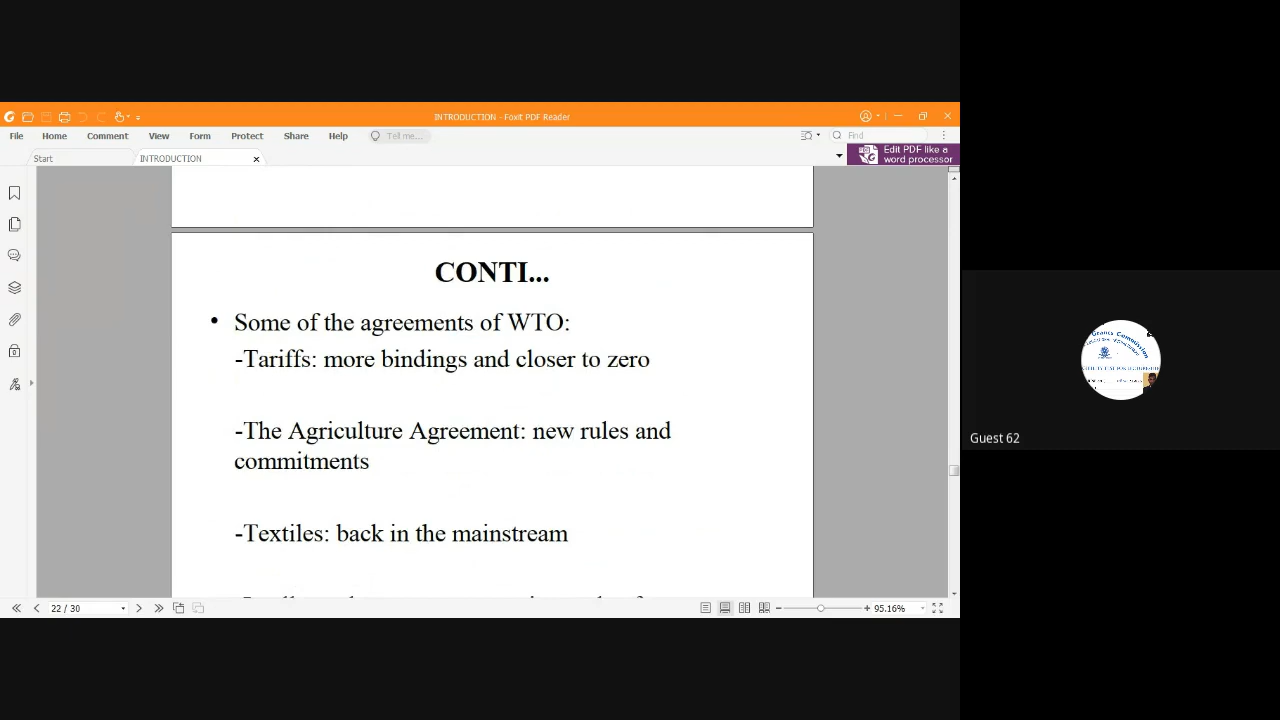 INTRODUCTION - Foxit PDF Reader
File Home Comment View Form Protect Share Help Tell me... Find
Start INTRODUCTION
Edit PDF like a
word processor
CONTI...
• Some of the agreements of WTO:
-Tariffs: more bindings and closer to zero
-The Agriculture Agreement: new rules and
commitments
-Textiles: back in the mainstream
22 / 30
95.16%
Grants Commission
Guest 62